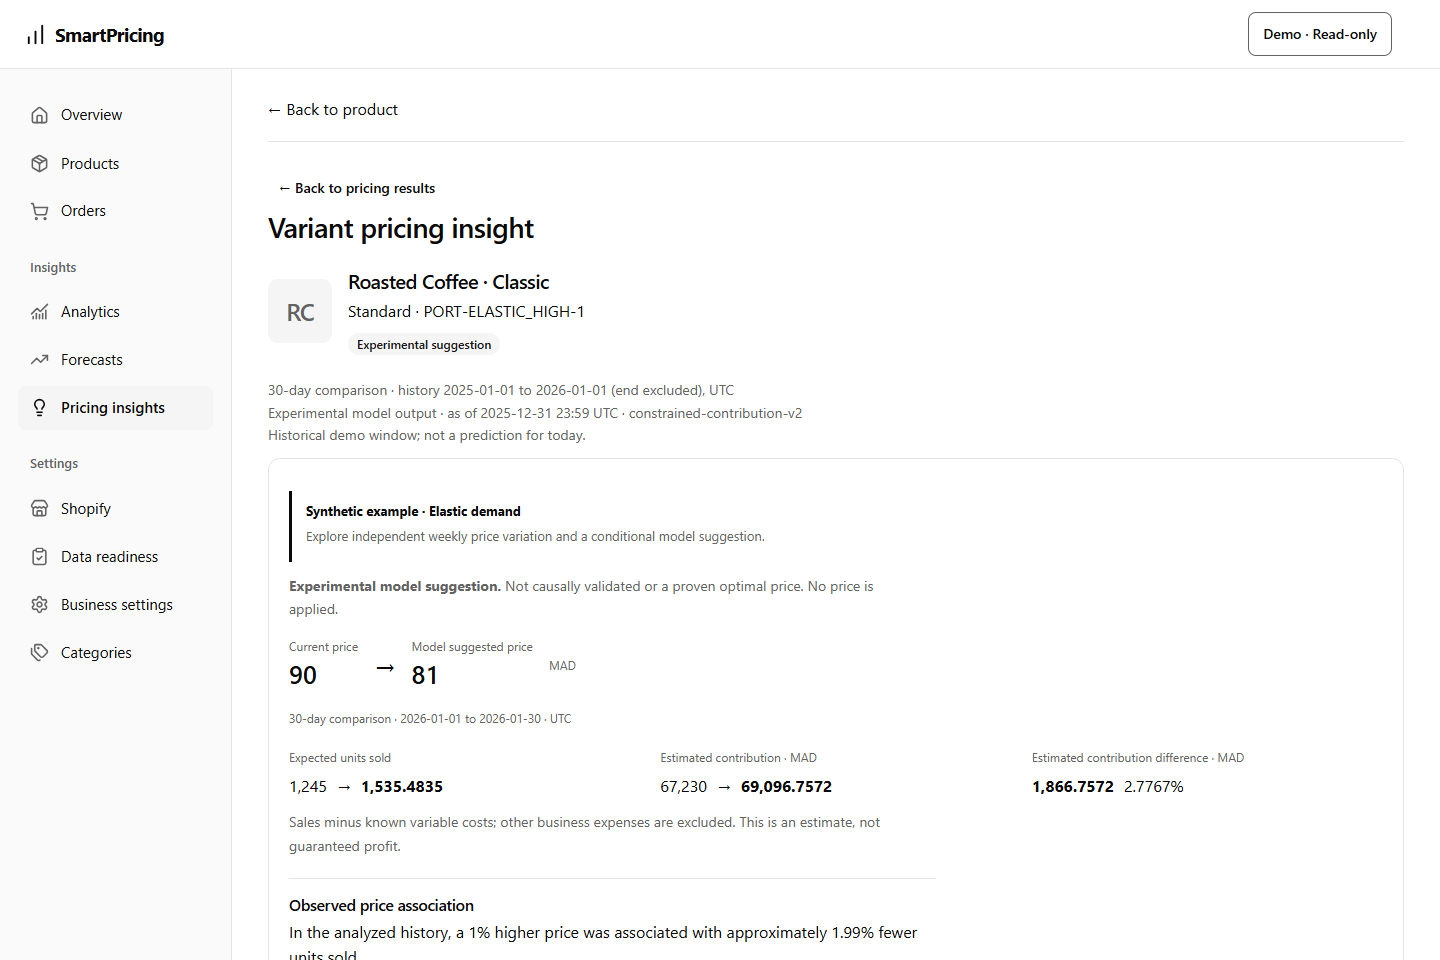 SmartPricing
Demo · Read-only
Overview
Products
Orders
Insights
Analytics
Forecasts
Pricing insights
Settings
Shopify
Data readiness
Business settings
Categories
← Back to product
← Back to pricing results
Variant pricing insight
RC
Roasted Coffee · Classic
Standard · PORT-ELASTIC_HIGH-1
Experimental suggestion
30-day comparison · history 2025-01-01 to 2026-01-01 (end excluded), UTC
Experimental model output · as of 2025-12-31 23:59 UTC · constrained-contribution-v2
Historical demo window; not a prediction for today.
Synthetic example · Elastic demand
Explore independent weekly price variation and a conditional model suggestion.
Experimental model suggestion. Not causally validated or a proven optimal price. No price is
applied.
Current price
90
→
Model suggested price
81
MAD
30-day comparison · 2026-01-01 to 2026-01-30 · UTC
Expected units sold
1,245 → 1,535.4835
Estimated contribution · MAD
67,230 → 69,096.7572
Estimated contribution difference · MAD
1,866.7572 2.7767%
Sales minus known variable costs; other business expenses are excluded. This is an estimate, not
guaranteed profit.
Observed price association
In the analyzed history, a 1% higher price was associated with approximately 1.99% fewer
units sold